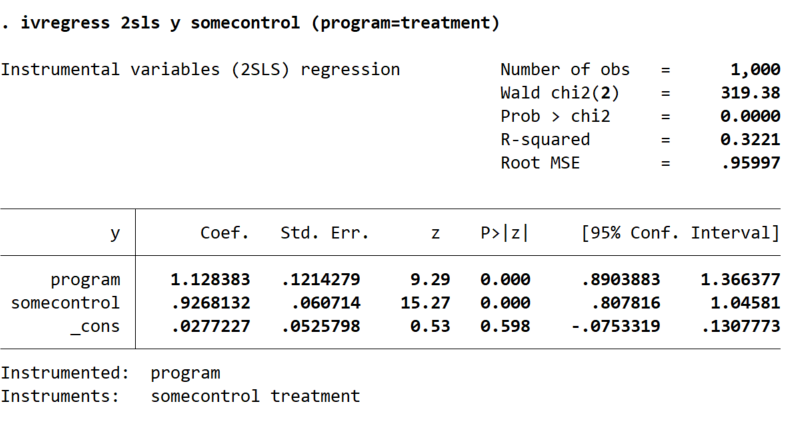 . ivregress 2sls y somecontrol (program=treatment)
Instrumental variables (2SLS) regression Number of obs = 1,000
Wald chi2(2) = 319.38
Prob > chi2 = 0.0000
R-squared = 0.3221
Root MSE = .95997
y Coef. Std. Err. z P>|z| [95% Conf. Interval]
program 1.128383 .1214279 9.29 0.000 .8903883 1.366377
somecontrol .9268132 .060714 15.27 0.000 .807816 1.04581
_cons .0277227 .0525798 0.53 0.598 -.0753319 .1307773
Instrumented: program
Instruments: somecontrol treatment